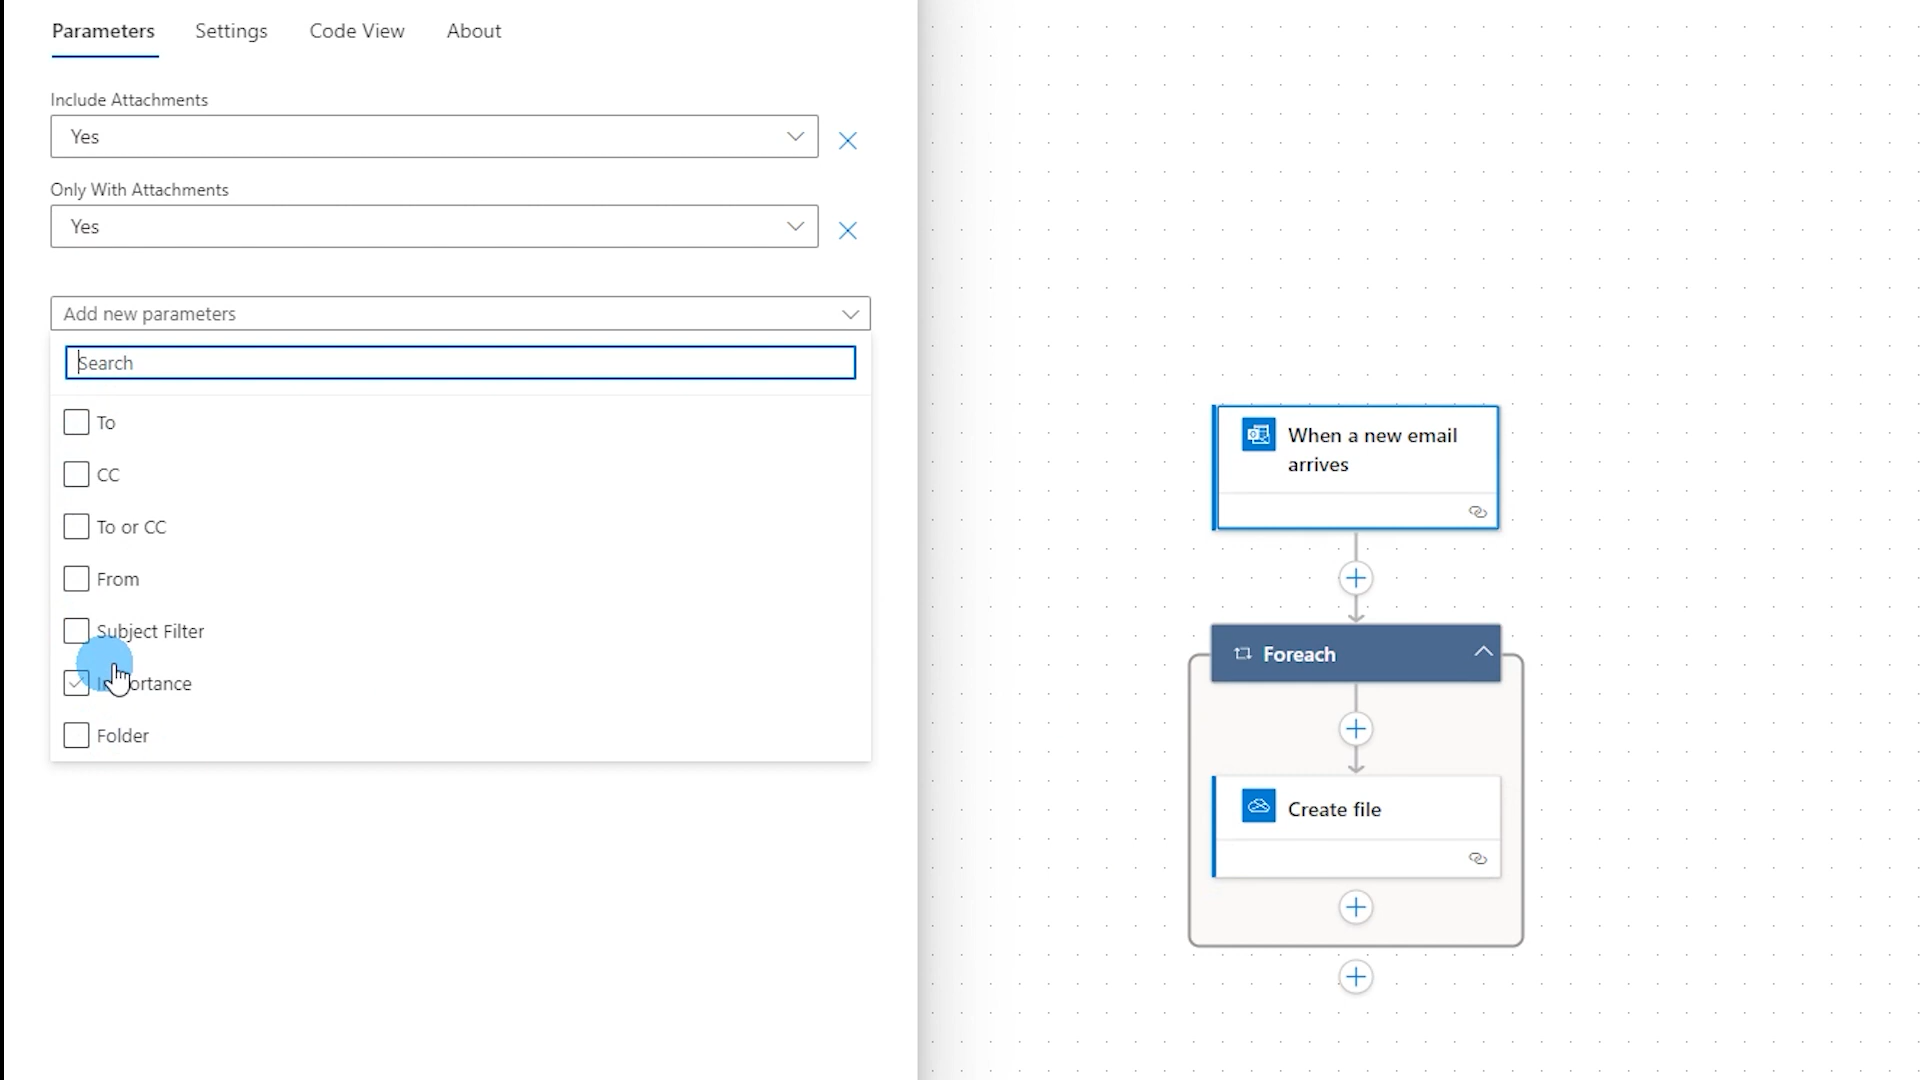 Parameters Settings Code View About
Include Attachments
Yes
Only With Attachments
Yes
Add new parameters
Search
To
CC
To or CC
From
Subject Filter
Importance
Folder
When a new email
arrives
Foreach
Create file